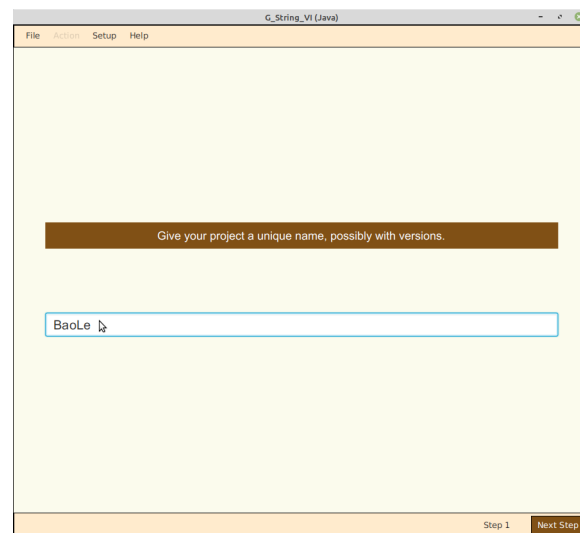 G_String_VI (Java)
File Action Setup Help
Give your project a unique name, possibly with versions.
BaoLe
Step 1 Next Step